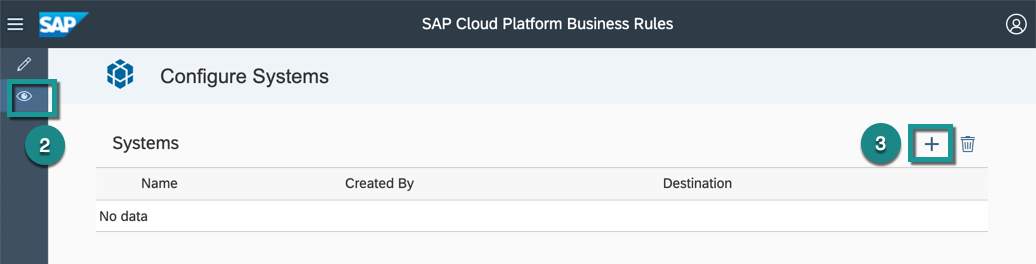 SAP SAP Cloud Platform Business Rules
Configure Systems
2
Systems 3
Name Created By Destination
No data